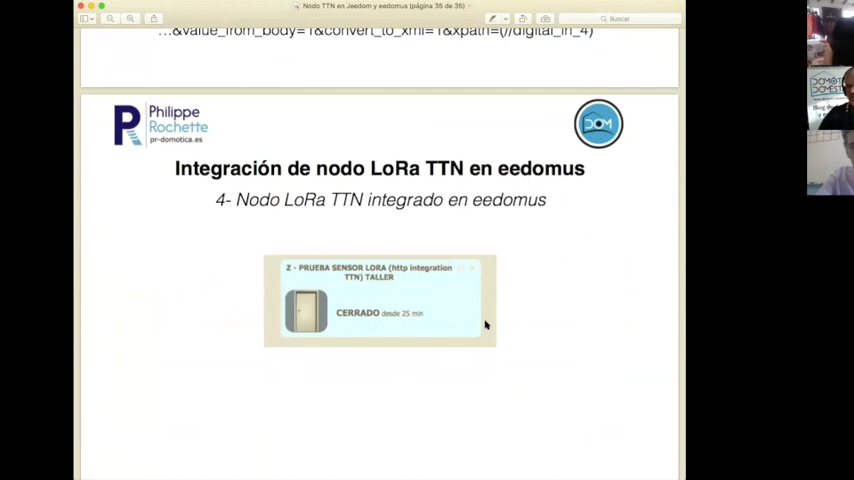 Nodo TTN en Jeedom y eedomus (página 35 de 35)
Buscar
…&value_from_body=1&convert_to_xml=1&xpath=(//digital_in_4)
Philippe
Rochette
pr-domotica.es
DOM
Integración de nodo LoRa TTN en eedomus
4- Nodo LoRa TTN integrado en eedomus
Z - PRUEBA SENSOR LORA (http integration
TTN) TALLER
CERRADO desde 25 min
Blog de